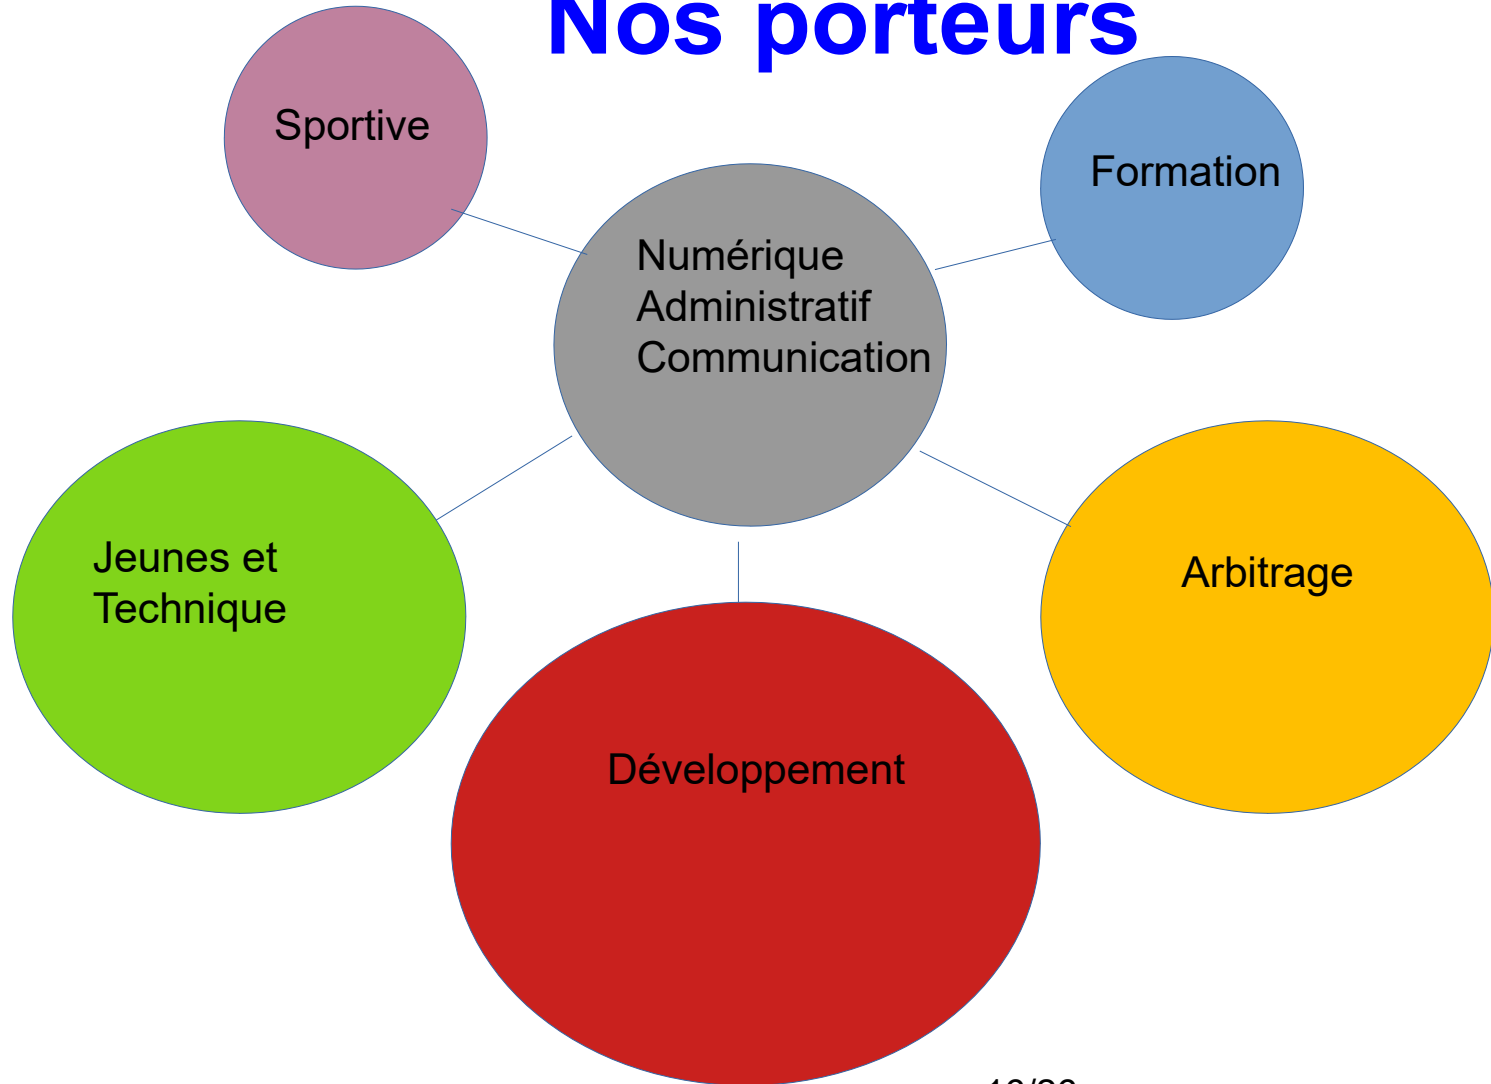 Nos porteurs
Sportive
Formation
Numérique
Administratif
Communication
Jeunes et
Technique
Arbitrage
Développement